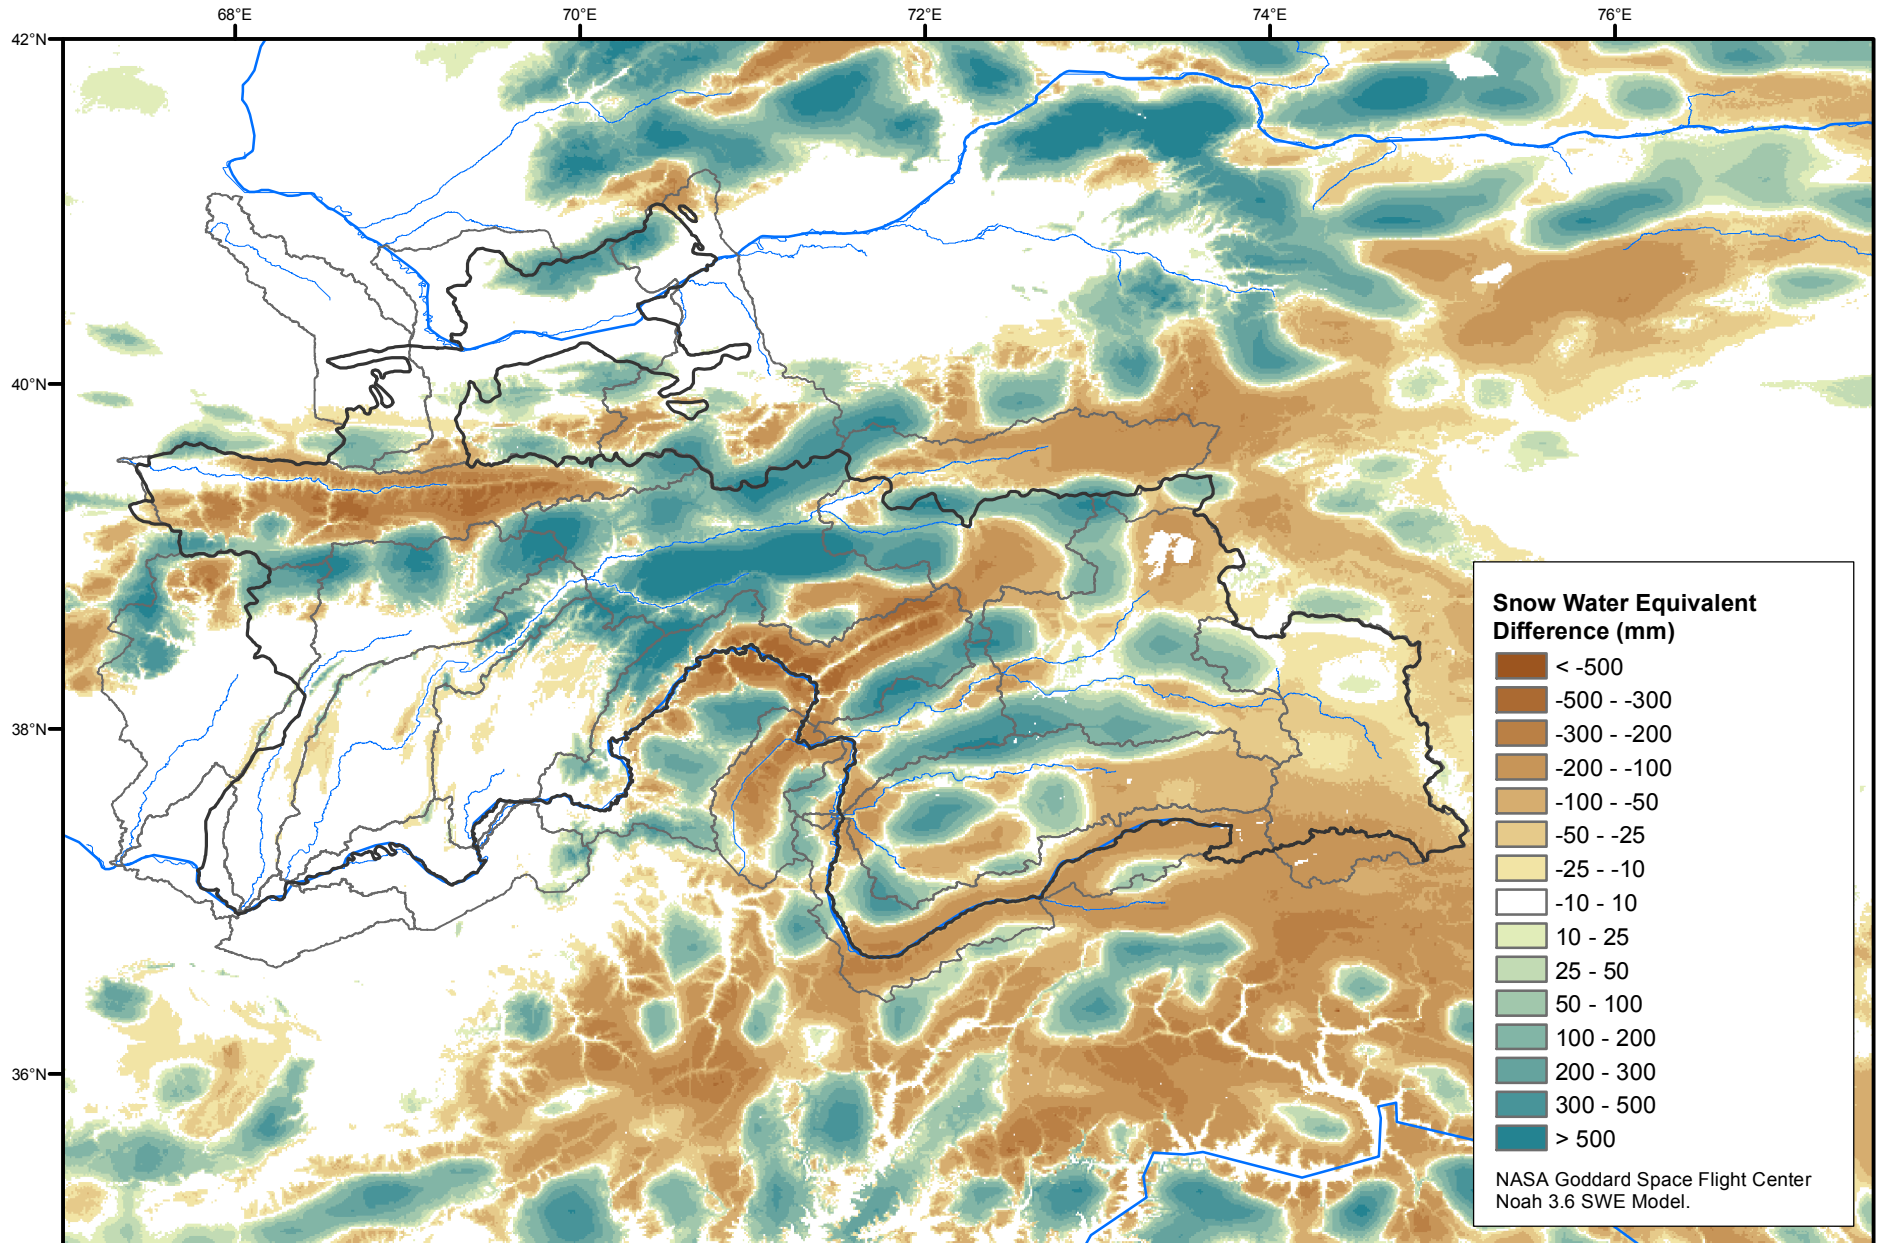 68°E
70°E
72°E
74°E
76°E
42°N
40°N
38°N
36°N
Snow Water Equivalent
Difference (mm)
< -500
-500 - -300
-300 - -200
-200 - -100
-100 - -50
-50 - -25
-25 - -10
-10 - 10
10 - 25
25 - 50
50 - 100
100 - 200
200 - 300
300 - 500
> 500
NASA Goddard Space Flight Center
Noah 3.6 SWE Model.